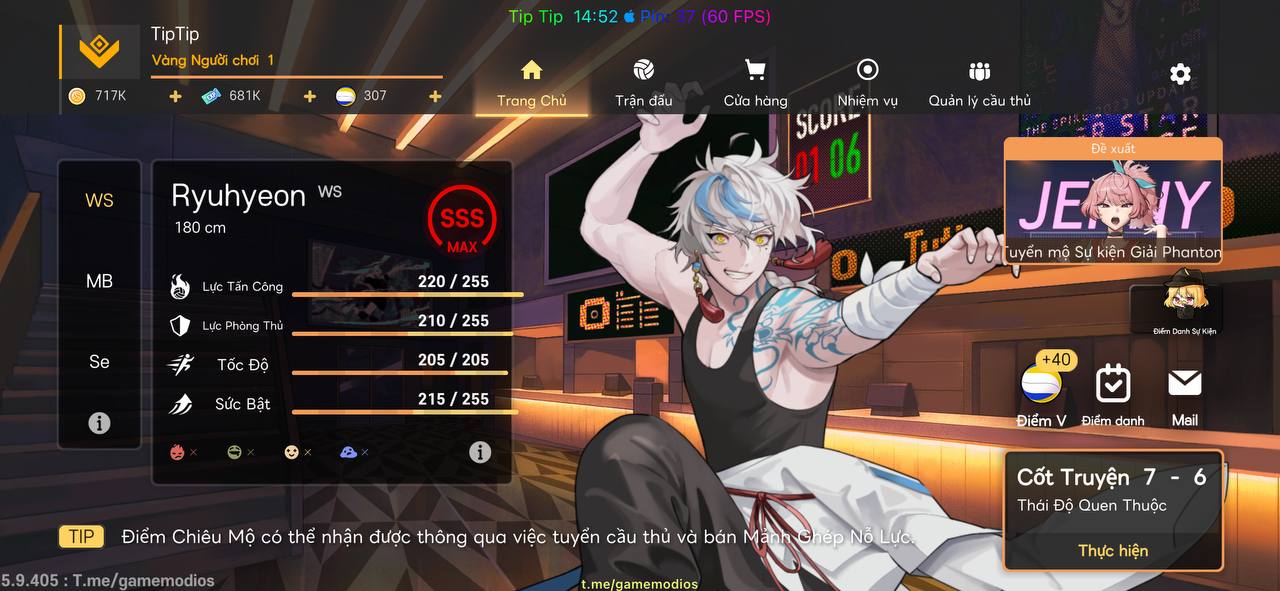 Tip Tip 14:52 Pin: 37 (60 FPS)
TipTip
Vàng Người chơi 1
717K
681K
307
Trang Chủ
Trận đấu
Cửa hàng
Nhiệm vụ
Quản lý cầu thủ
SCORE
01 06
THE SPIKE 2023 UPDATE
WS
MB
Se
Ryuhyeon WS
180 cm
SSS
MAX
Lực Tấn Công 220 / 255
Lực Phòng Thủ 210 / 255
Tốc Độ 205 / 205
Sức Bật 215 / 255
Đề xuất
JENNY
uyển mộ Sự kiện Giải Phanton
Điểm Danh Sự Kiện
+40
Điểm V
Điểm danh
Mail
Cốt Truyện 7 - 6
Thái Độ Quen Thuộc
Thực hiện
TIP Điểm Chiêu Mộ có thể nhận được thông qua việc tuyển cầu thủ và bán Mảnh Ghép Nỗ Lực.
5.9.405 : T.me/gamemodios
t.me/gamemodios